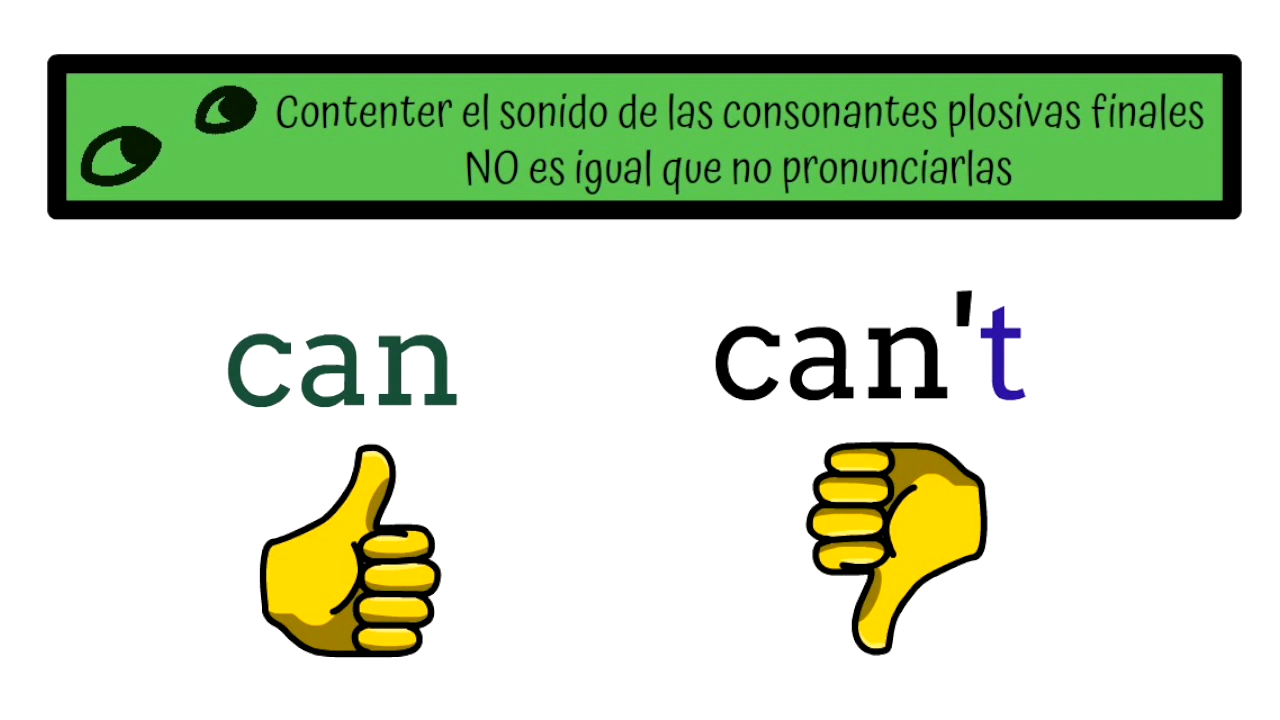 Contenter el sonido de las consonantes plosivas finales
NO es igual que no pronunciarlas
can can't